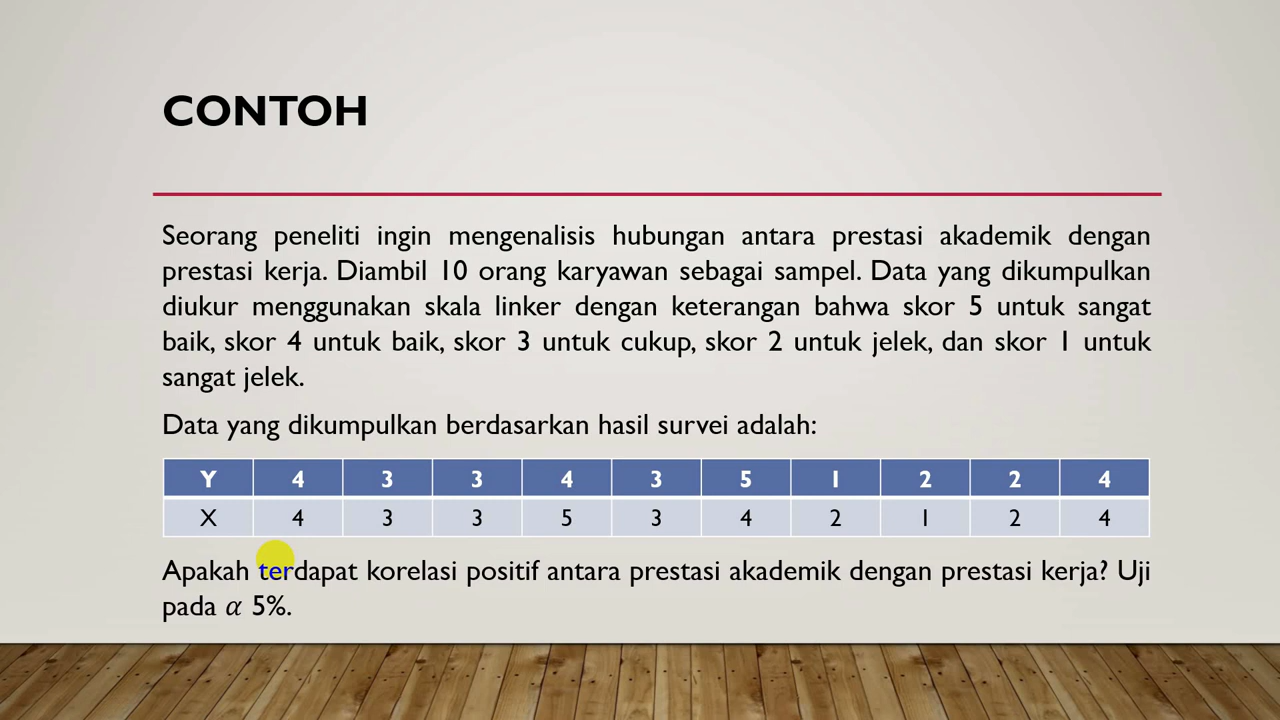 CONTOH
Seorang peneliti ingin mengenalisis hubungan antara prestasi akademik dengan
prestasi kerja. Diambil 10 orang karyawan sebagai sampel. Data yang dikumpulkan
diukur menggunakan skala linker dengan keterangan bahwa skor 5 untuk sangat
baik, skor 4 untuk baik, skor 3 untuk cukup, skor 2 untuk jelek, dan skor 1 untuk
sangat jelek.
Data yang dikumpulkan berdasarkan hasil survei adalah:
Y 4 3 3 4 3 5 1 2 2 4
X 4 3 3 5 3 4 2 1 2 4
Apakah terdapat korelasi positif antara prestasi akademik dengan prestasi kerja? Uji
pada α 5%.